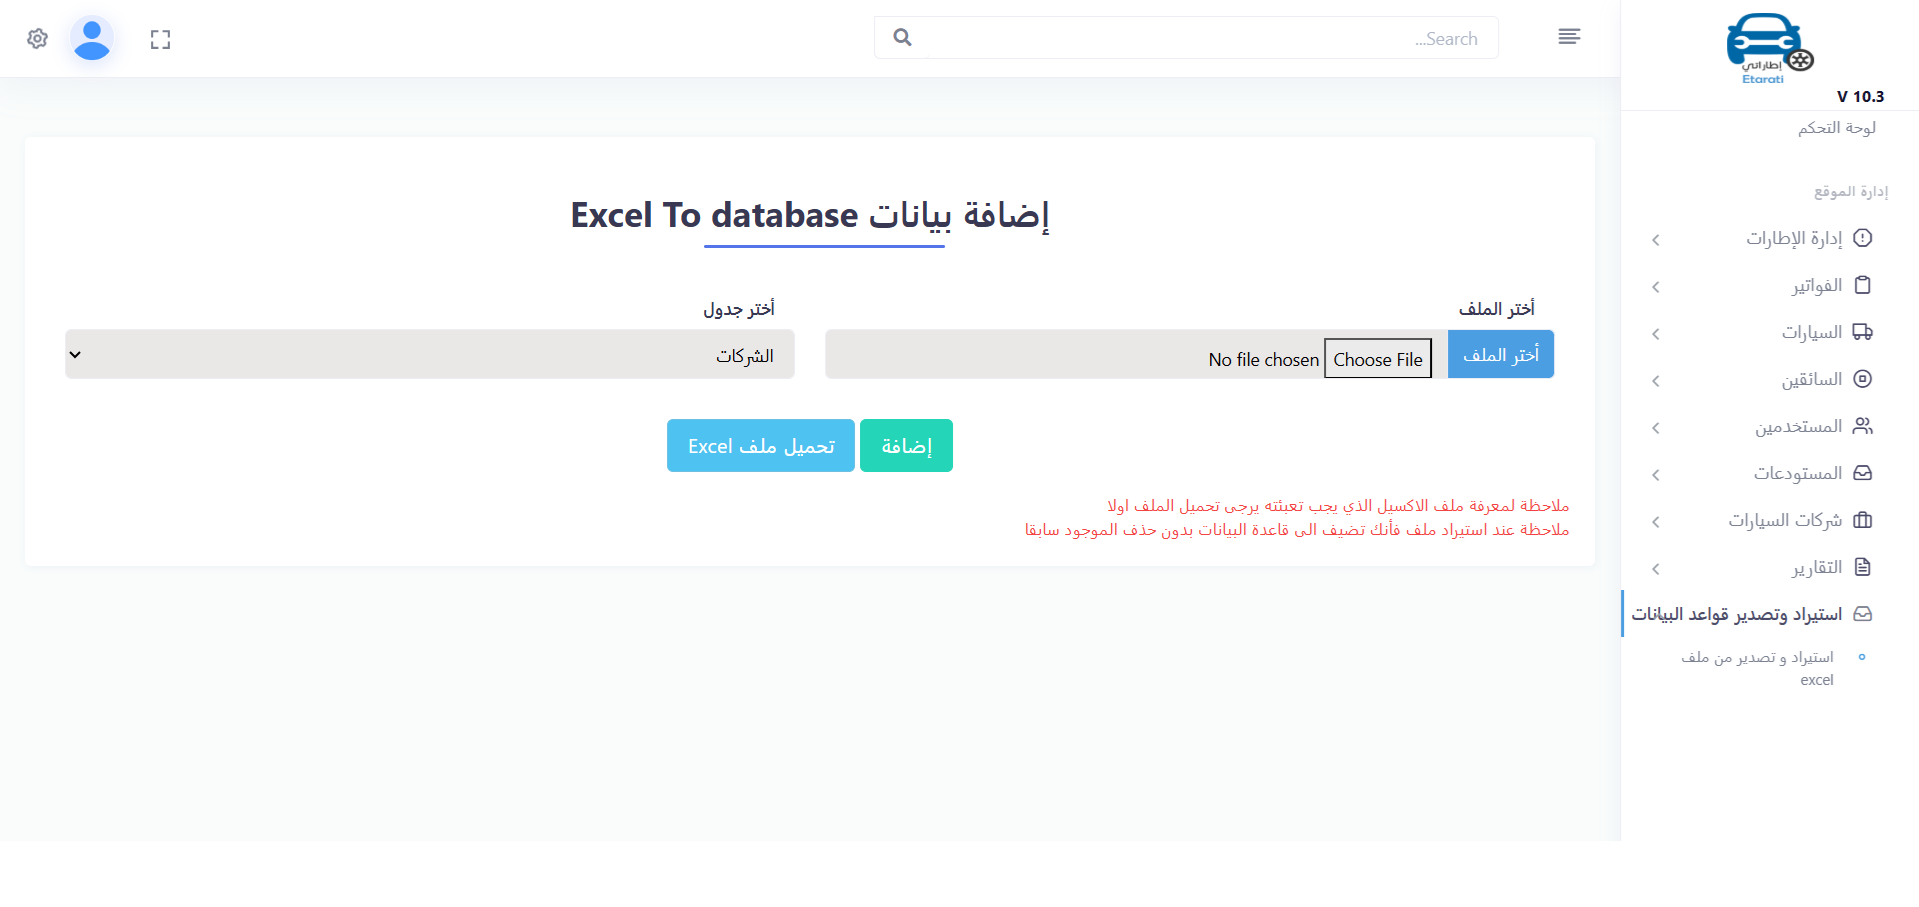 Search...
إطاراتي
Etarati
V 10.3
لوحة التحكم
إدارة الموقع
إدارة الإطارات
الفواتير
السيارات
السائقين
المستخدمين
المستودعات
شركات السيارات
التقارير
استيراد وتصدير قواعد البيانات
استيراد و تصدير من ملف
excel
إضافة بيانات Excel To database
أختر الملف
أختر جدول
أختر الملف
Choose File No file chosen
الشركات
إضافة
تحميل ملف Excel
ملاحظة لمعرفة ملف الاكسيل الذي يجب تعبئته يرجى تحميل الملف اولا
ملاحظة عند استيراد ملف فأنك تضيف الى قاعدة البيانات بدون حذف الموجود سابقا